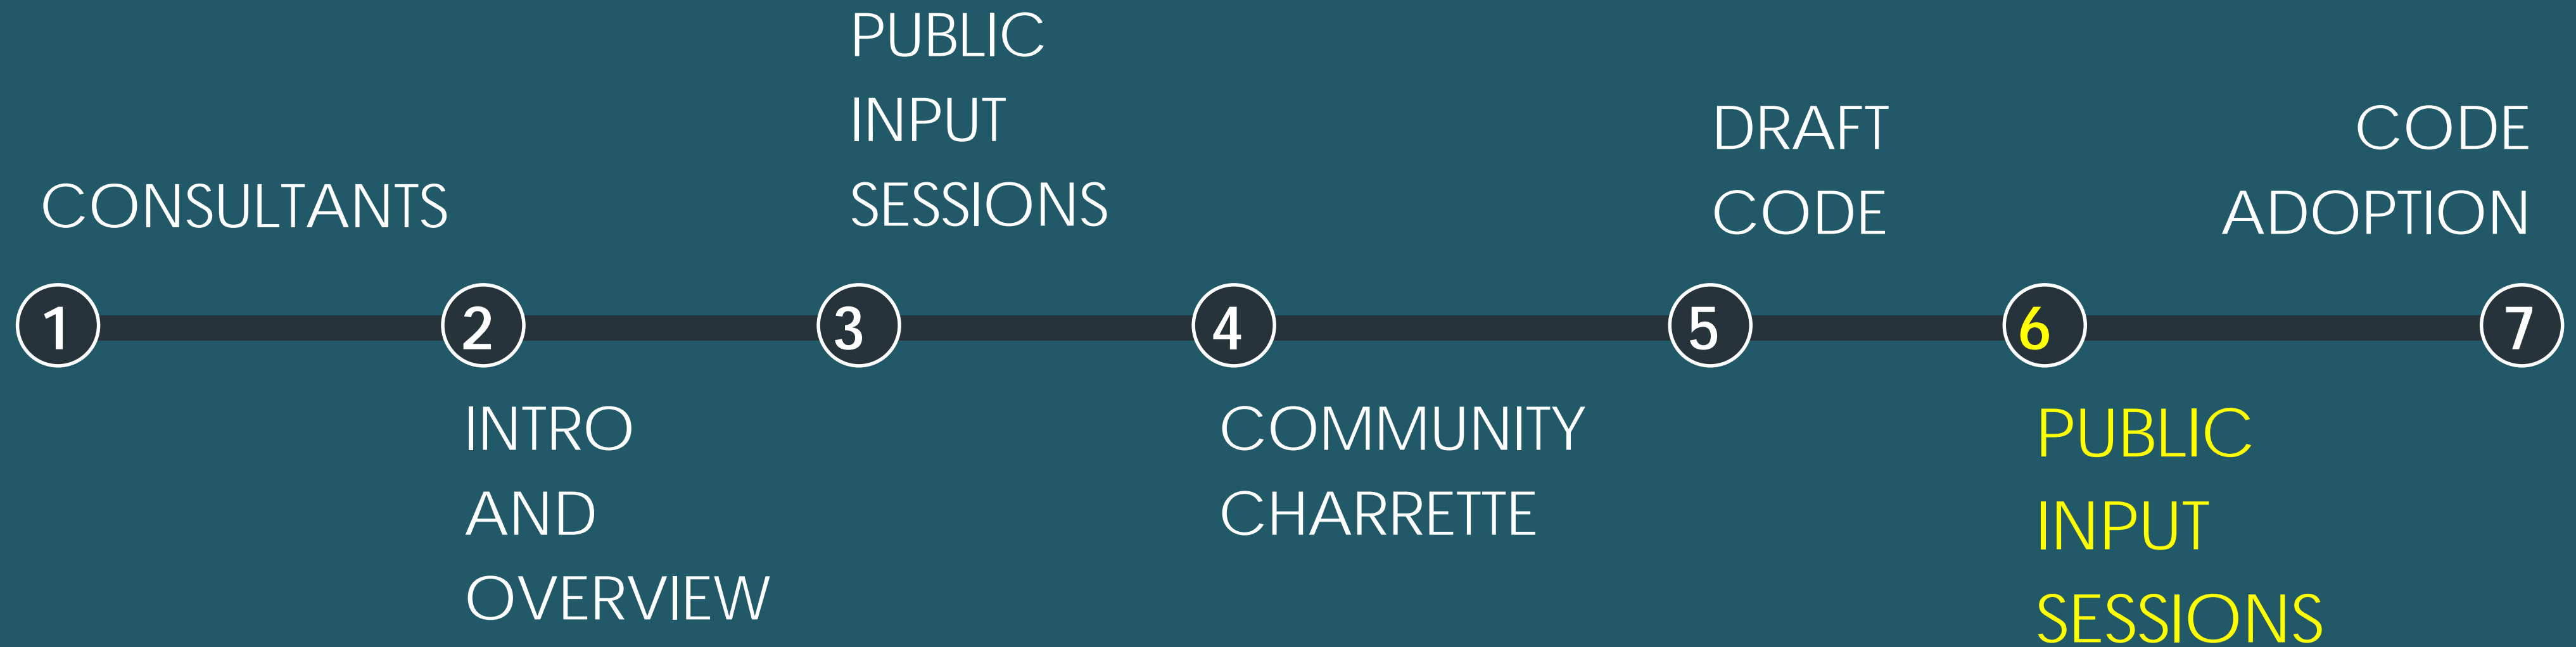 CONSULTANTS
PUBLIC
INPUT
SESSIONS
DRAFT
CODE
CODE
ADOPTION
1
2
3
4
5
6
7
INTRO
AND
OVERVIEW
COMMUNITY
CHARRETTE
PUBLIC
INPUT
SESSIONS